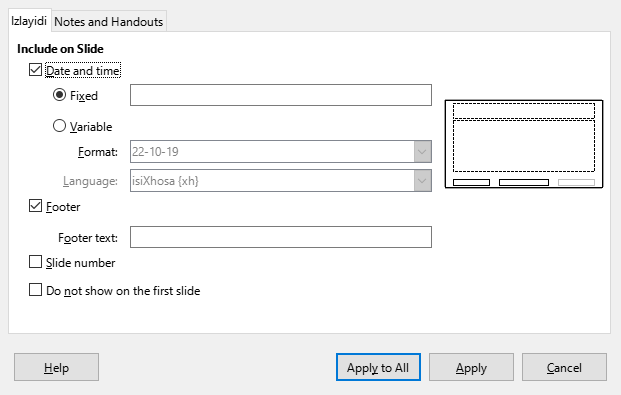 Izlayidi Notes and Handouts
Include on Slide
Date and time
Fixed
Variable
Format: 22-10-19
Language: isiXhosa {xh}
Footer
Footer text:
Slide number
Do not show on the first slide
Help Apply to All Apply Cancel